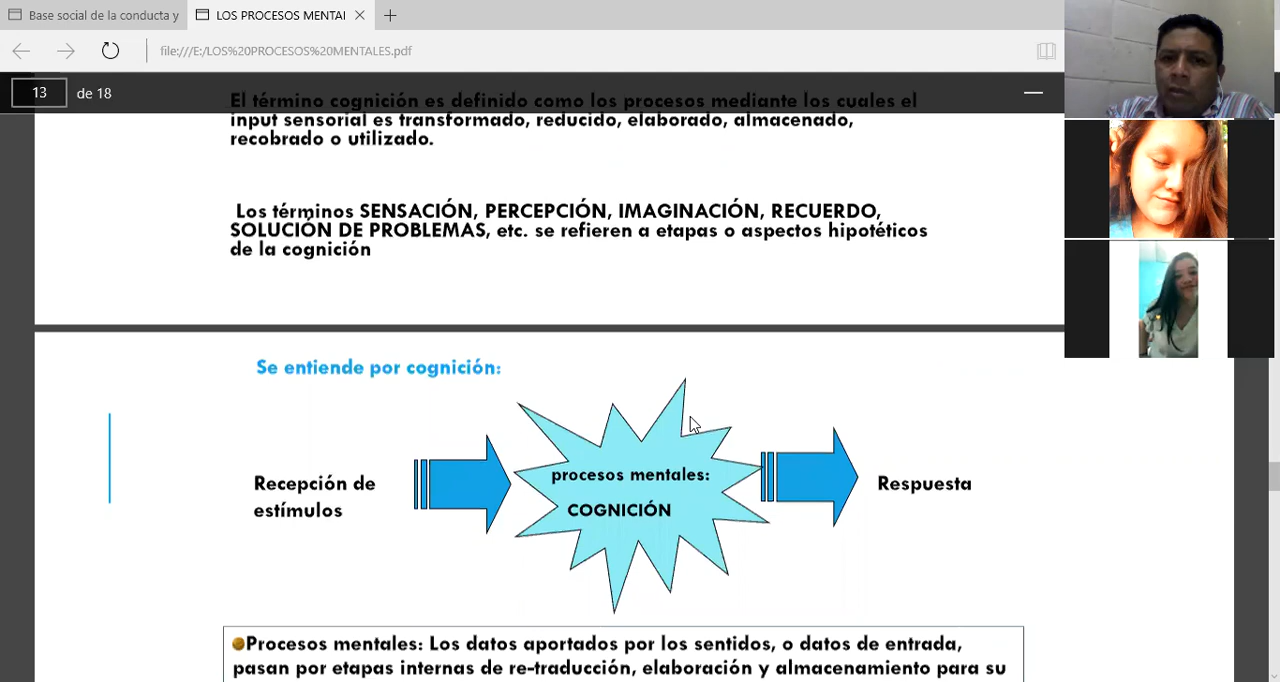 Base social de la conducta y
LOS PROCESOS MENTAI
file:///E:/LOS%20PROCESOS%20MENTALES.pdf
13 de 18
El término cognición es definido como los procesos mediante los cuales el
input sensorial es transformado, reducido, elaborado, almacenado,
recobrado o utilizado.
Los términos SENSACIÓN, PERCEPCIÓN, IMAGINACIÓN, RECUERDO,
SOLUCIÓN DE PROBLEMAS, etc. se refieren a etapas o aspectos hipotéticos
de la cognición
Se entiende por cognición:
Recepción de
estímulos
procesos mentales:
COGNICIÓN
Respuesta
Procesos mentales: Los datos aportados por los sentidos, o datos de entrada,
pasan por etapas internas de re-traducción, elaboración y almacenamiento para su